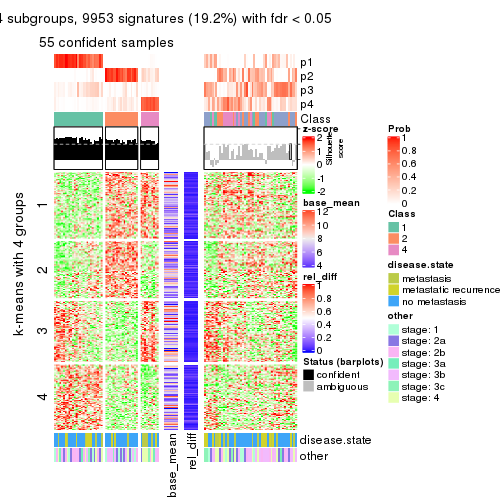 4 subgroups, 9953 signatures (19.2%) with fdr < 0.05
55 confident samples
p1
p2
p3
p4
Class
Silhouette
score
k-means with 4 groups
1
2
3
4
base_mean
rel_diff
disease.state
other
z-score
2
1
0
-1
-2
base_mean
12
10
8
6
4
rel_diff
1
0.8
0.6
0.4
0.2
0
Status (barplots)
confident
ambiguous
Prob
1
0.8
0.6
0.4
0.2
0
Class
1
2
4
disease.state
metastasis
metastatic recurrence
no metastasis
other
stage: 1
stage: 2a
stage: 2b
stage: 3a
stage: 3b
stage: 3c
stage: 4